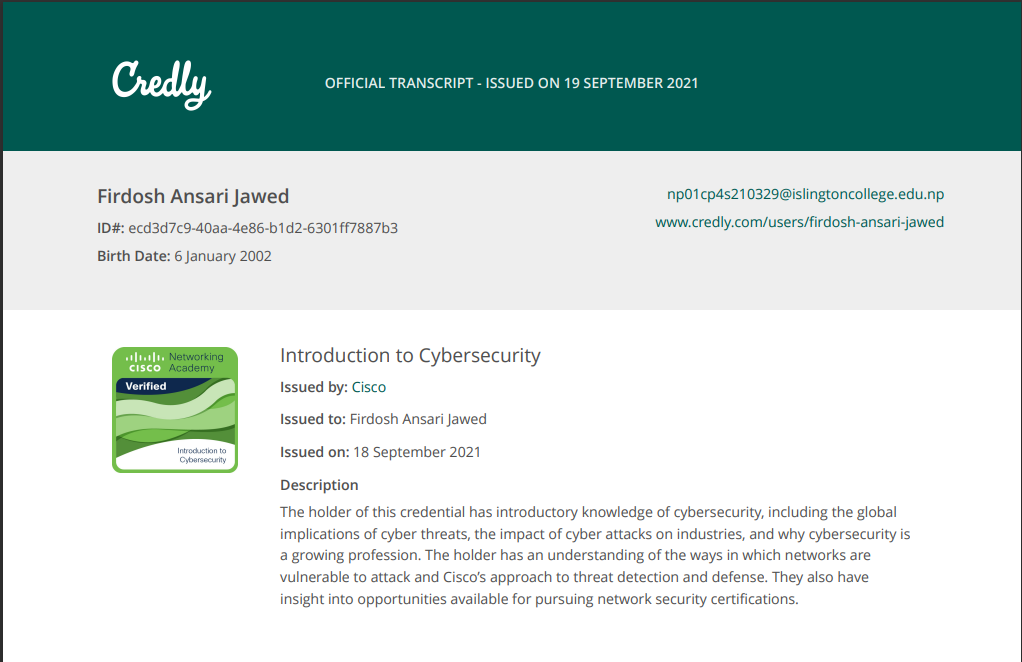 Credly
OFFICIAL TRANSCRIPT - ISSUED ON 19 SEPTEMBER 2021
Firdosh Ansari Jawed
np01cp4s210329@islingtoncollege.edu.np
ID#: ecd3d7c9-40aa-4e86-b1d2-6301ff7887b3
www.credly.com/users/firdosh-ansari-jawed
Birth Date: 6 January 2002
CISCO
Networking
Academy
Verified
Introduction to
Cybersecurity
Introduction to Cybersecurity
Issued by: Cisco
Issued to: Firdosh Ansari Jawed
Issued on: 18 September 2021
Description
The holder of this credential has introductory knowledge of cybersecurity, including the global
implications of cyber threats, the impact of cyber attacks on industries, and why cybersecurity is
a growing profession. The holder has an understanding of the ways in which networks are
vulnerable to attack and Cisco’s approach to threat detection and defense. They also have
insight into opportunities available for pursuing network security certifications.